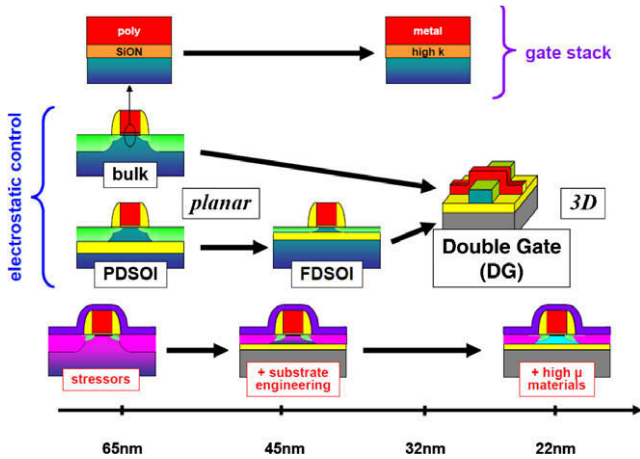 poly
SiON
metal
high k
gate stack
electrostatic control
bulk
planar
3D
PDSOI
FDSOI
Double Gate
(DG)
stressors
+ substrate
engineering
+ high µ
materials
65nm
45nm
32nm
22nm